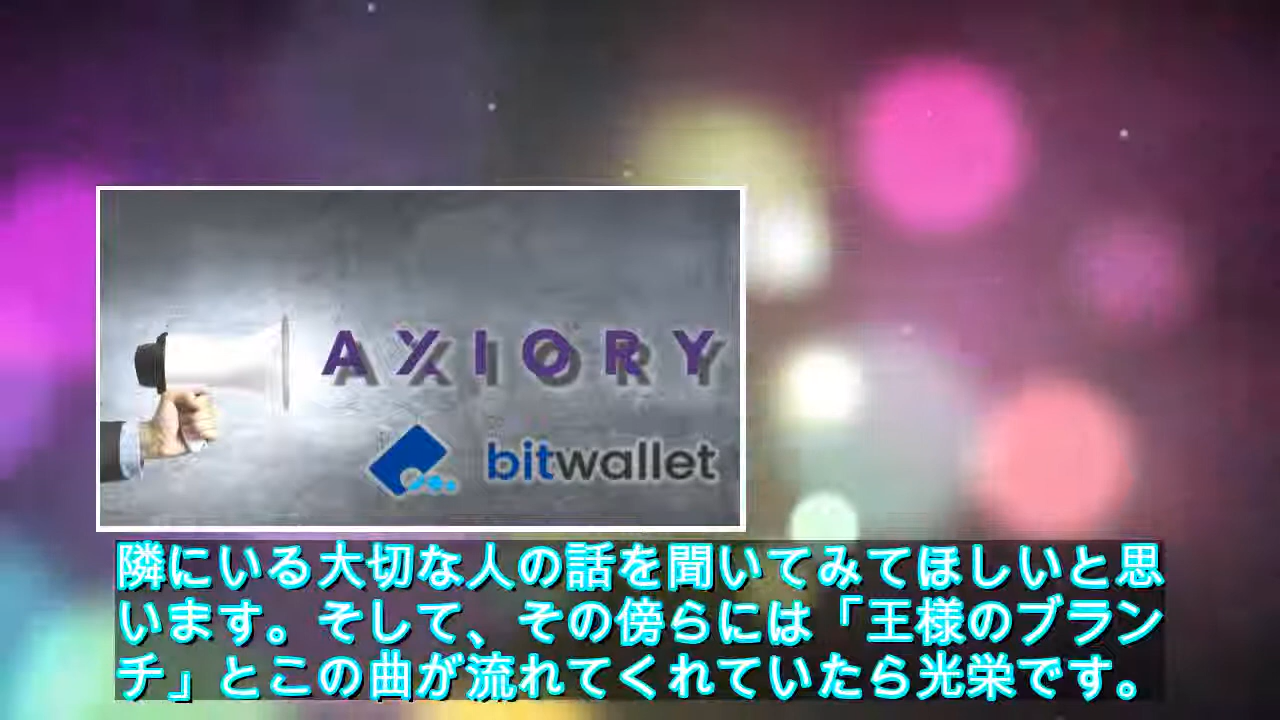 AXIORY
bitwallet
隣にいる大切な人の話を聞いてみてほしいと思
います。そして、その傍らには「王様のブラン
チ」とこの曲が流れてくれていたら光栄です。